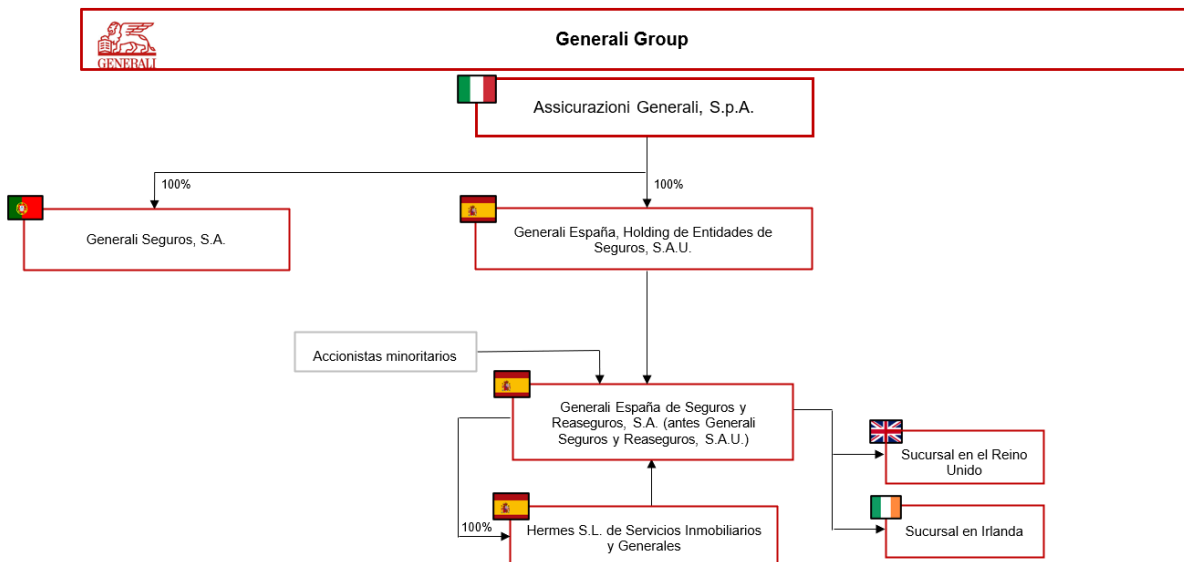 GENERALI
Generali Group
Assicurazioni Generali, S.p.A.
100%
100%
Generali Seguros, S.A.
Generali España, Holding de Entidades de
Seguros, S.A.U.
Accionistas minoritarios
Generali España de Seguros y
Reaseguros, S.A. (antes Generali
Seguros y Reaseguros, S.A.U.)
Sucursal en el Reino
Unido
100%
Hermes S.L. de Servicios Inmobiliarios
y Generales
Sucursal en Irlanda